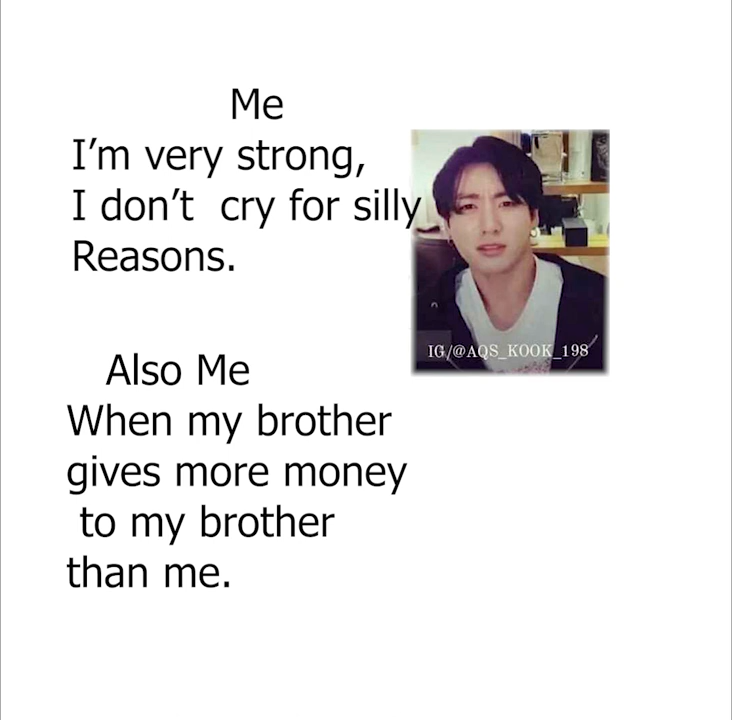 Me
I’m very strong,
I don’t cry for silly
Reasons.
IG/@AQS_KOOK_198
Also Me
When my brother
gives more money
to my brother
than me.